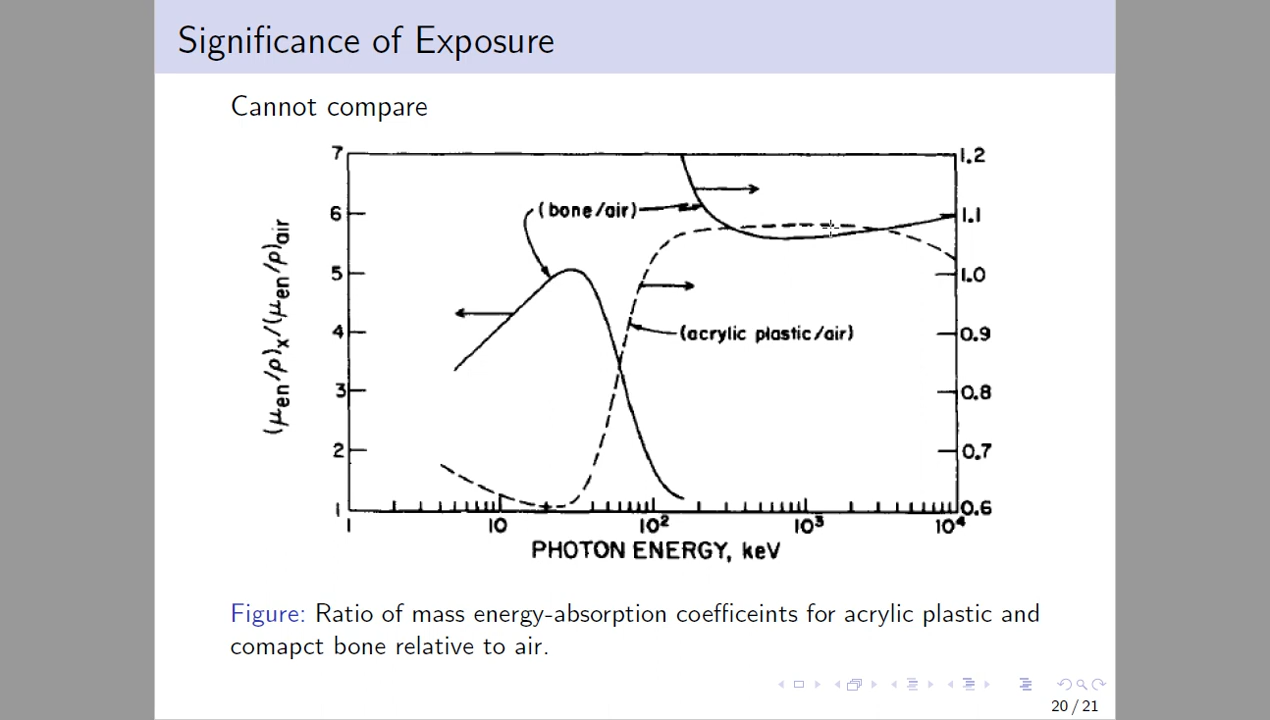 Significance of Exposure
Cannot compare
7
6
5
4
3
2
1
(μen/ρ)x/(μen/ρ)air
(bone/air)
(acrylic plastic/air)
1.2
1.1
1.0
0.9
0.8
0.7
0.6
1 10 10² 10³ 10⁴
PHOTON ENERGY, keV
Figure: Ratio of mass energy-absorption coefficeints for acrylic plastic and
comapct bone relative to air.
20 / 21